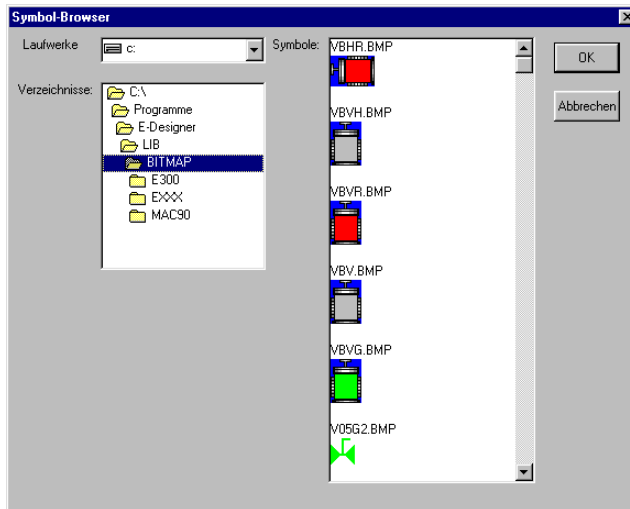 Symbol-Browser
Laufwerke
c:
Verzeichnisse:
C:\
Programme
E-Designer
LIB
BITMAP
E300
EXXX
MAC90
Symbole:
VBHR.BMP
VBVH.BMP
VBVR.BMP
VBV.BMP
VBVG.BMP
V05G2.BMP
OK
Abbrechen